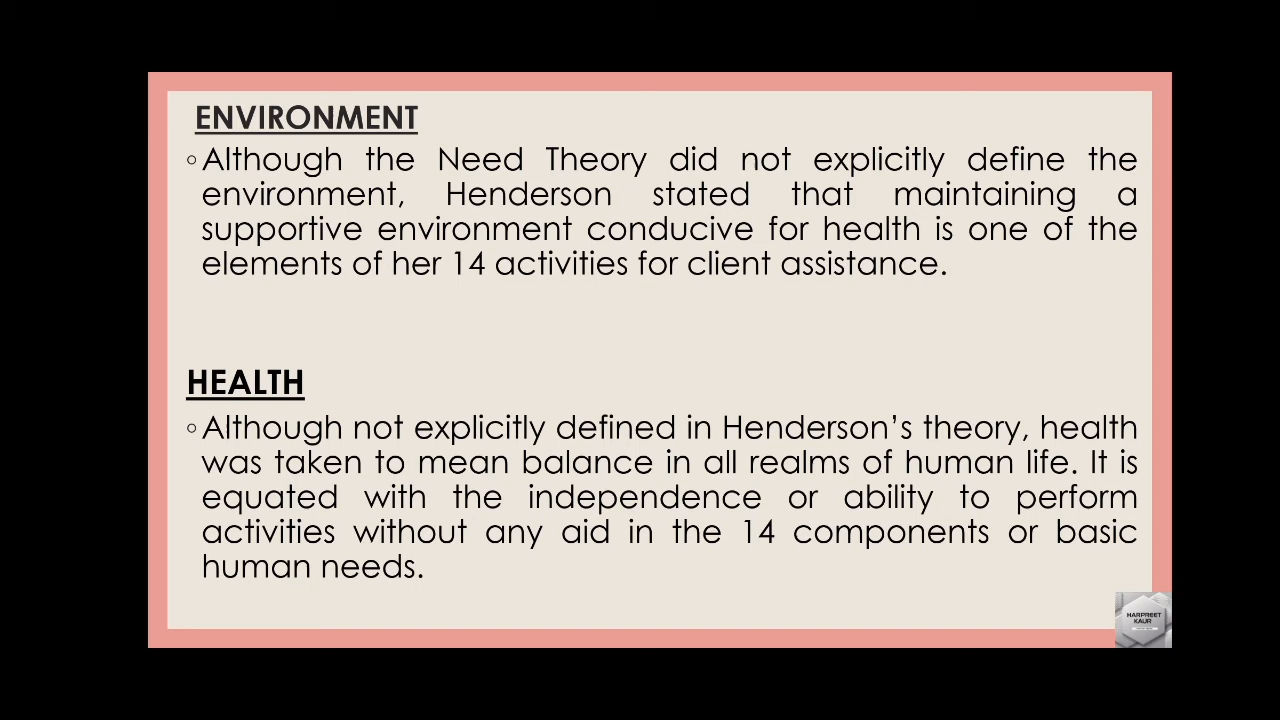 ENVIRONMENT
◦Although the Need Theory did not explicitly define the
environment, Henderson stated that maintaining a
supportive environment conducive for health is one of the
elements of her 14 activities for client assistance.
HEALTH
◦Although not explicitly defined in Henderson’s theory, health
was taken to mean balance in all realms of human life. It is
equated with the independence or ability to perform
activities without any aid in the 14 components or basic
human needs.
HARPREET
KAUR